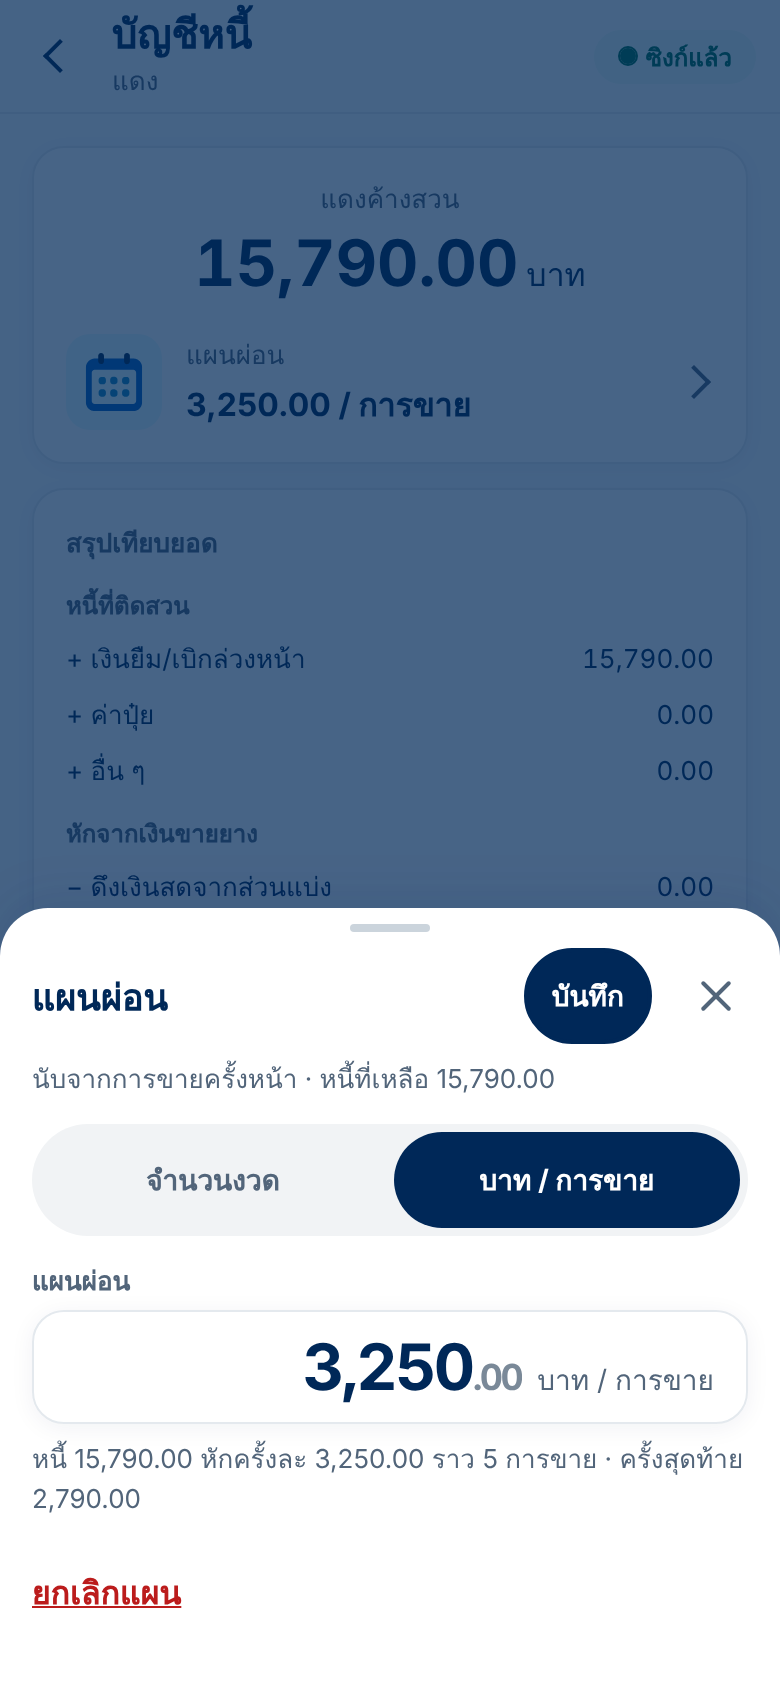 บัญชีหนี้
แดง
ซิงก์แล้ว
แดงค้างสวน
15,790.00 บาท
แผนผ่อน
3,250.00 / การขาย
สรุปเทียบยอด
หนี้ที่ติดสวน
+ เงินยืม/เบิกล่วงหน้า 15,790.00
+ ค่าปุ๋ย 0.00
+ อื่น ๆ 0.00
หักจากเงินขายยาง
− ดึงเงินสดจากส่วนแบ่ง 0.00
แผนผ่อน
บันทึก
นับจากการขายครั้งหน้า · หนี้ที่เหลือ 15,790.00
จำนวนงวด
บาท / การขาย
แผนผ่อน
3,250.00 บาท / การขาย
หนี้ 15,790.00 หักครั้งละ 3,250.00 ราว 5 การขาย · ครั้งสุดท้าย
2,790.00
ยกเลิกแผน